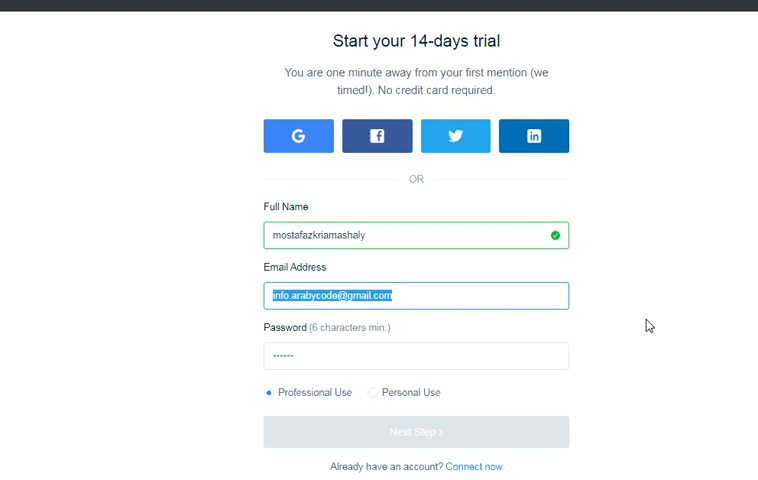 Start your 14-days trial
You are one minute away from your first mention (we
timed!). No credit card required.
OR
Full Name
mostafazkriamashaly
Email Address
info.arabycode@gmail.com
Password (6 characters min.)
Professional Use
Personal Use
Next Step >
Already have an account? Connect now